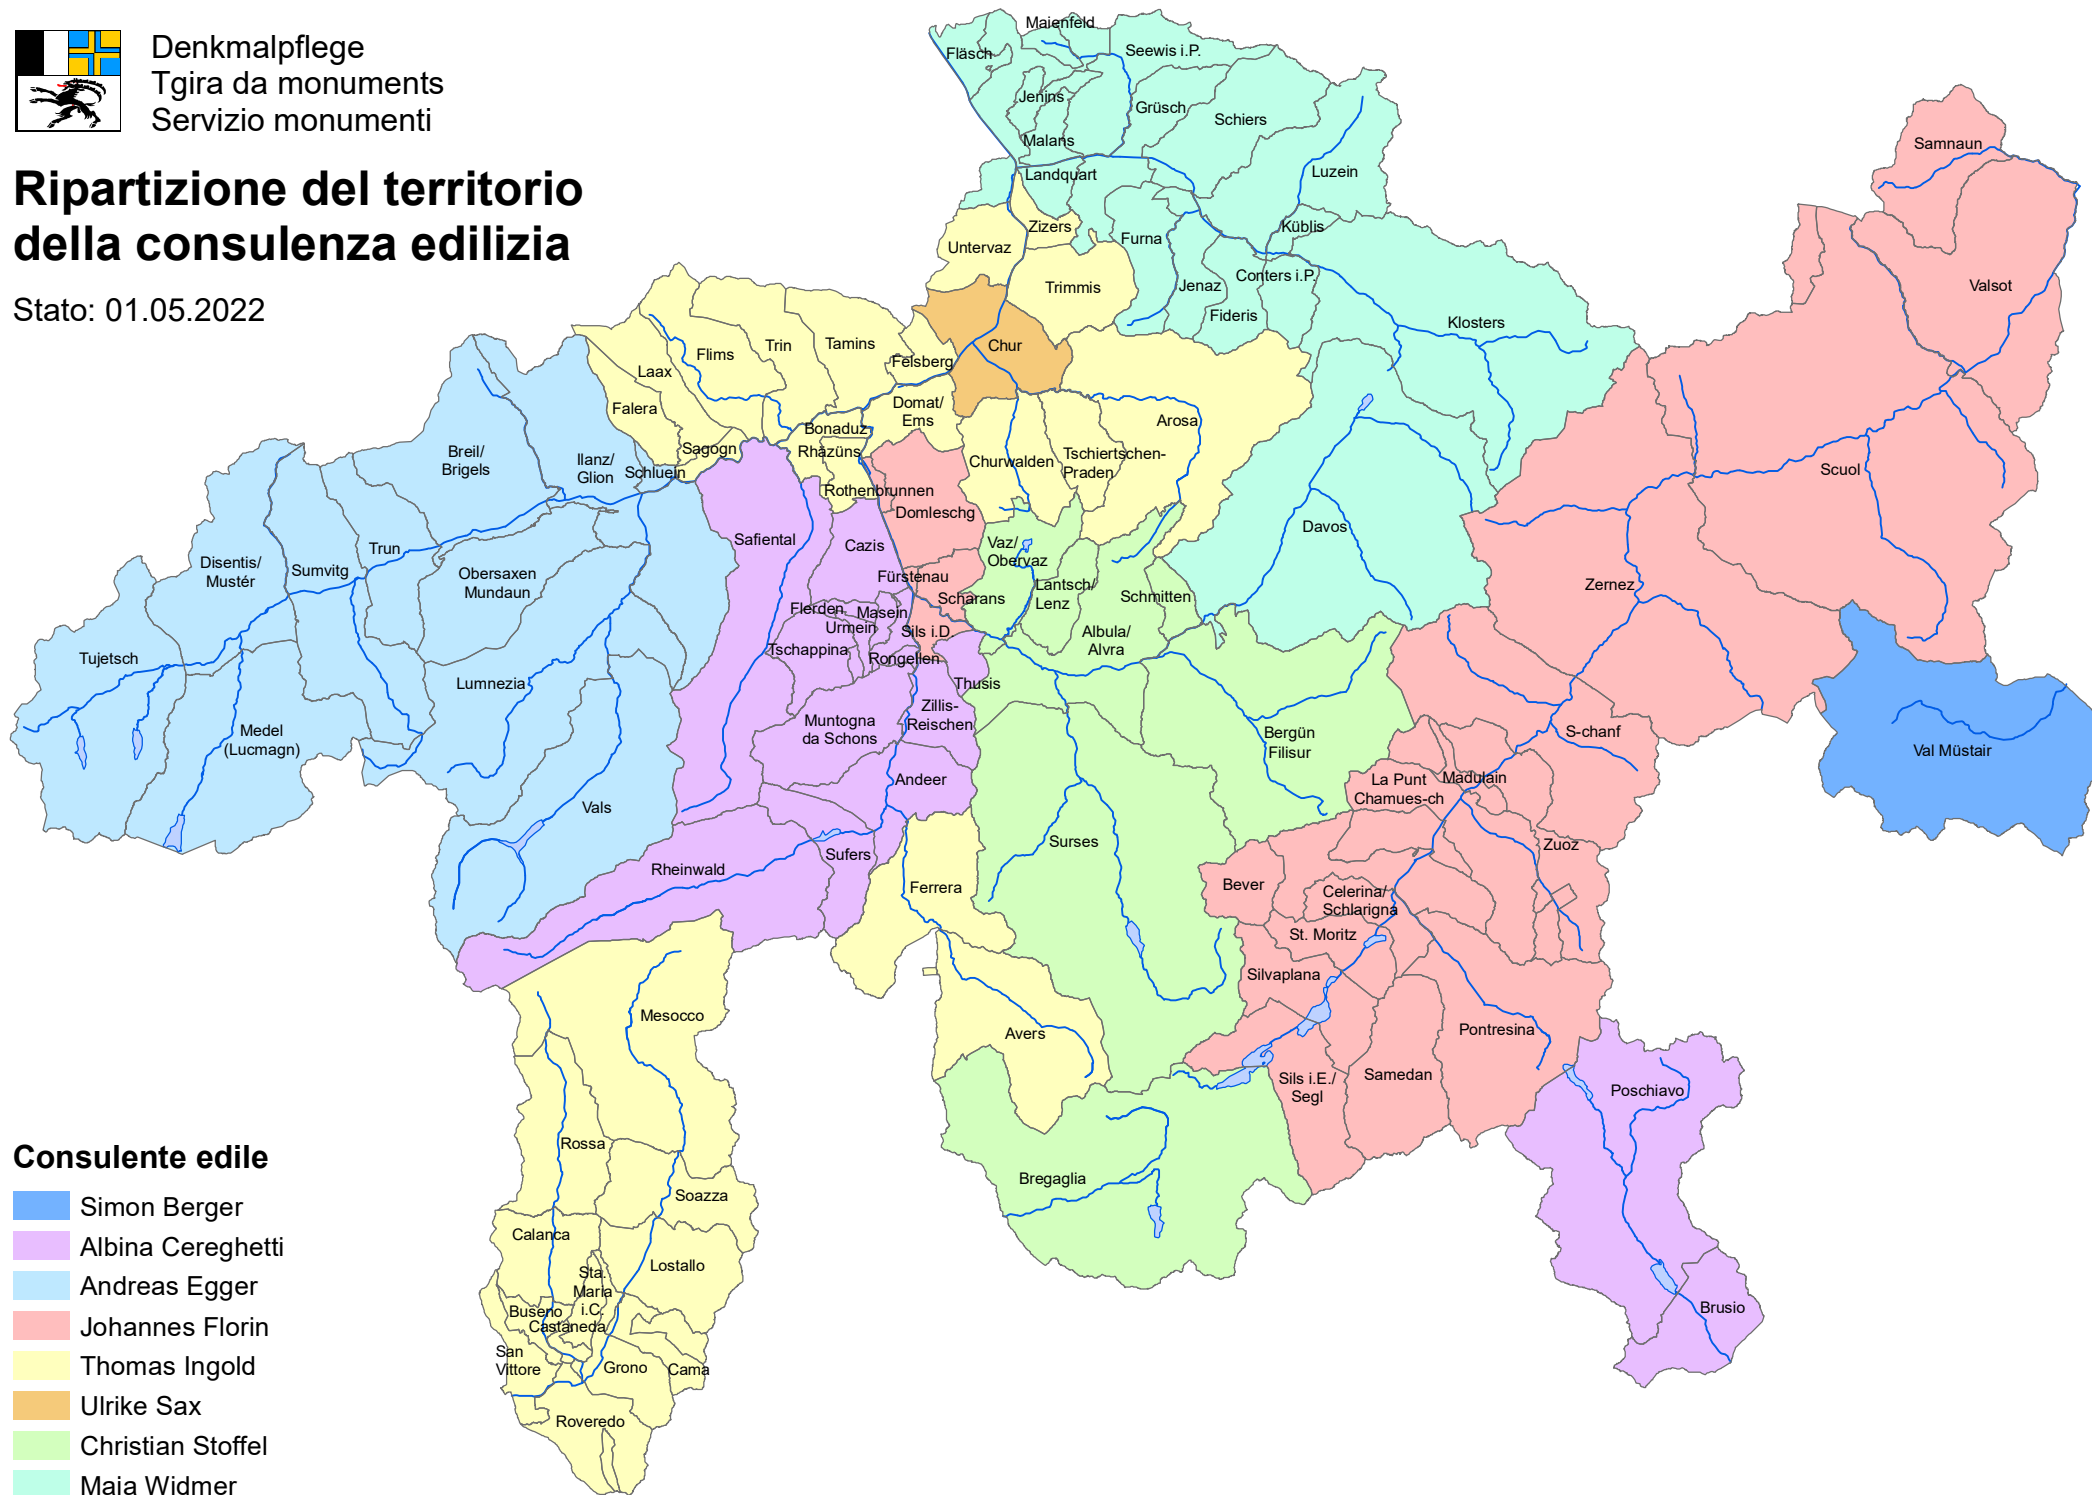 Denkmalpflege
Tgira da monuments
Servizio monumenti
Ripartizione del territorio
della consulenza edilizia
Stato: 01.05.2022
Maienfeld
Fläsch
Seewis i.P.
Jenins
Grüsch
Schiers
Malans
Landquart
Luzein
Samnaun
Zizers
Untervaz
Furna
Küblis
Trimmis
Jenaz
Conters i.P.
Fideris
Klosters
Valsot
Chur
Flims
Trin
Tamins
Felsberg
Laax
Falera
Domat/
Ems
Bonaduz
Arosa
Sagogn
Rhäzüns
Churwalden
Tschiertschen-
Praden
Breil/
Brigels
Ilanz/
Glion
Schluein
Rothenbrunnen
Domleschg
Scuol
Davos
Safiental
Cazis
Vaz/
Obervaz
Trun
Disentis/
Mustér
Sumvitg
Obersaxen
Mundaun
Fürstenau
Scharans
Lantsch/
Lenz
Schmitten
Zernez
Flerden
Masein
Urmein
Sils i.D.
Albula/
Alvra
Tschappina
Rongellen
Tujetsch
Lumnezia
Thusis
Zillis-
Reischen
Muntogna
da Schons
Medel
(Lucmagn)
Bergün
Filisur
S-chanf
Val Müstair
Andeer
La Punt
Chamues-ch
Madulain
Vals
Surses
Zuoz
Sufers
Rheinwald
Ferrera
Bever
Celerina/
Schlarigna
St. Moritz
Silvaplana
Mesocco
Avers
Pontresina
Sils i.E./
Segl
Samedan
Poschiavo
Rossa
Bregaglia
Soazza
Calanca
Lostallo
Sta.
Maria
i.C.
Buseno
Castaneda
Brusio
San
Vittore
Grono
Cama
Roveredo
Consulente edile
Simon Berger
Albina Cereghetti
Andreas Egger
Johannes Florin
Thomas Ingold
Ulrike Sax
Christian Stoffel
Maia Widmer